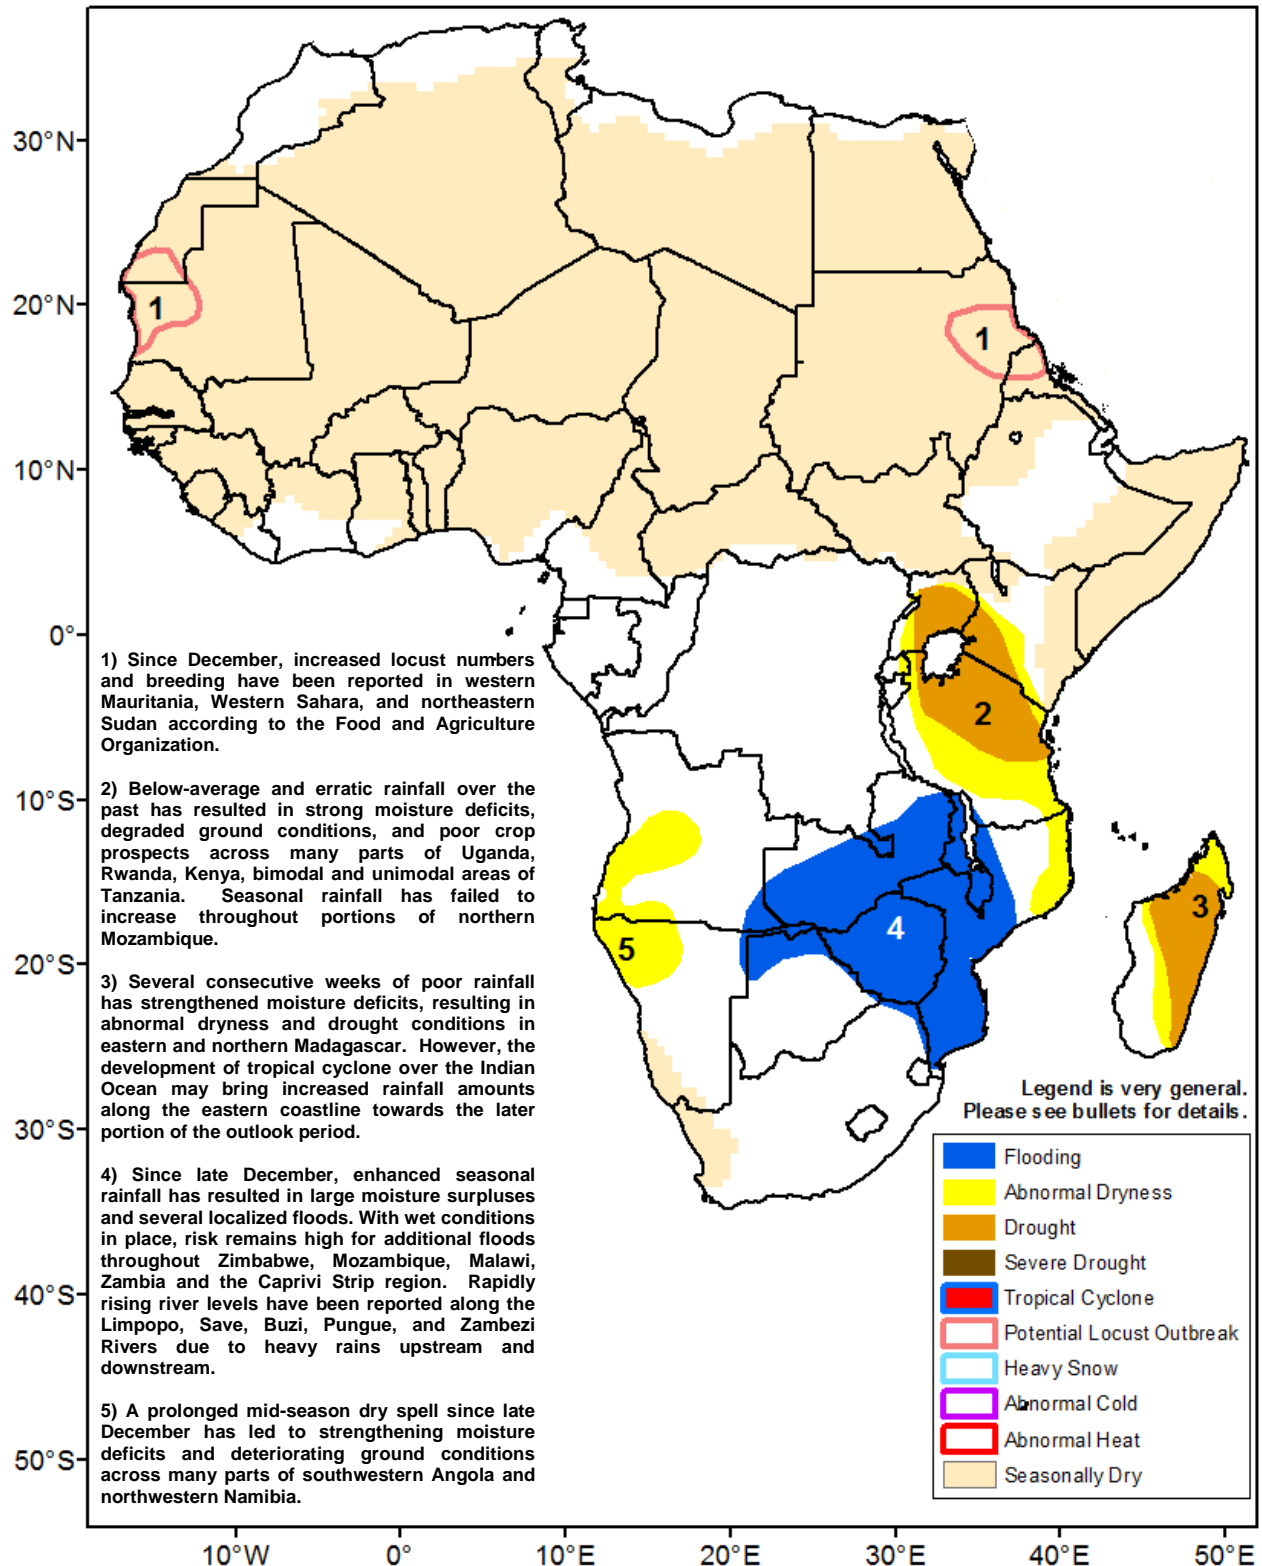 30°N
20°N
10°N
0°
10°S
20°S
30°S
40°S
50°S
1
1
2
3
4
5
1) Since December, increased locust numbers
and breeding have been reported in western
Mauritania, Western Sahara, and northeastern
Sudan according to the Food and Agriculture
Organization.
2) Below-average and erratic rainfall over the
past has resulted in strong moisture deficits,
degraded ground conditions, and poor crop
prospects across many parts of Uganda,
Rwanda, Kenya, bimodal and unimodal areas of
Tanzania. Seasonal rainfall has failed to
increase throughout portions of northern
Mozambique.
3) Several consecutive weeks of poor rainfall
has strengthened moisture deficits, resulting in
abnormal dryness and drought conditions in
eastern and northern Madagascar. However, the
development of tropical cyclone over the Indian
Ocean may bring increased rainfall amounts
along the eastern coastline towards the later
portion of the outlook period.
4) Since late December, enhanced seasonal
rainfall has resulted in large moisture surpluses
and several localized floods. With wet conditions
in place, risk remains high for additional floods
throughout Zimbabwe, Mozambique, Malawi,
Zambia and the Caprivi Strip region. Rapidly
rising river levels have been reported along the
Limpopo, Save, Buzi, Pungue, and Zambezi
Rivers due to heavy rains upstream and
downstream.
5) A prolonged mid-season dry spell since late
December has led to strengthening moisture
deficits and deteriorating ground conditions
across many parts of southwestern Angola and
northwestern Namibia.
Legend is very general.
Please see bullets for details.
Flooding
Abnormal Dryness
Drought
Severe Drought
Tropical Cyclone
Potential Locust Outbreak
Heavy Snow
Abnormal Cold
Abnormal Heat
Seasonally Dry
10°W
0°
10°E
20°E
30°E
40°E
50°E